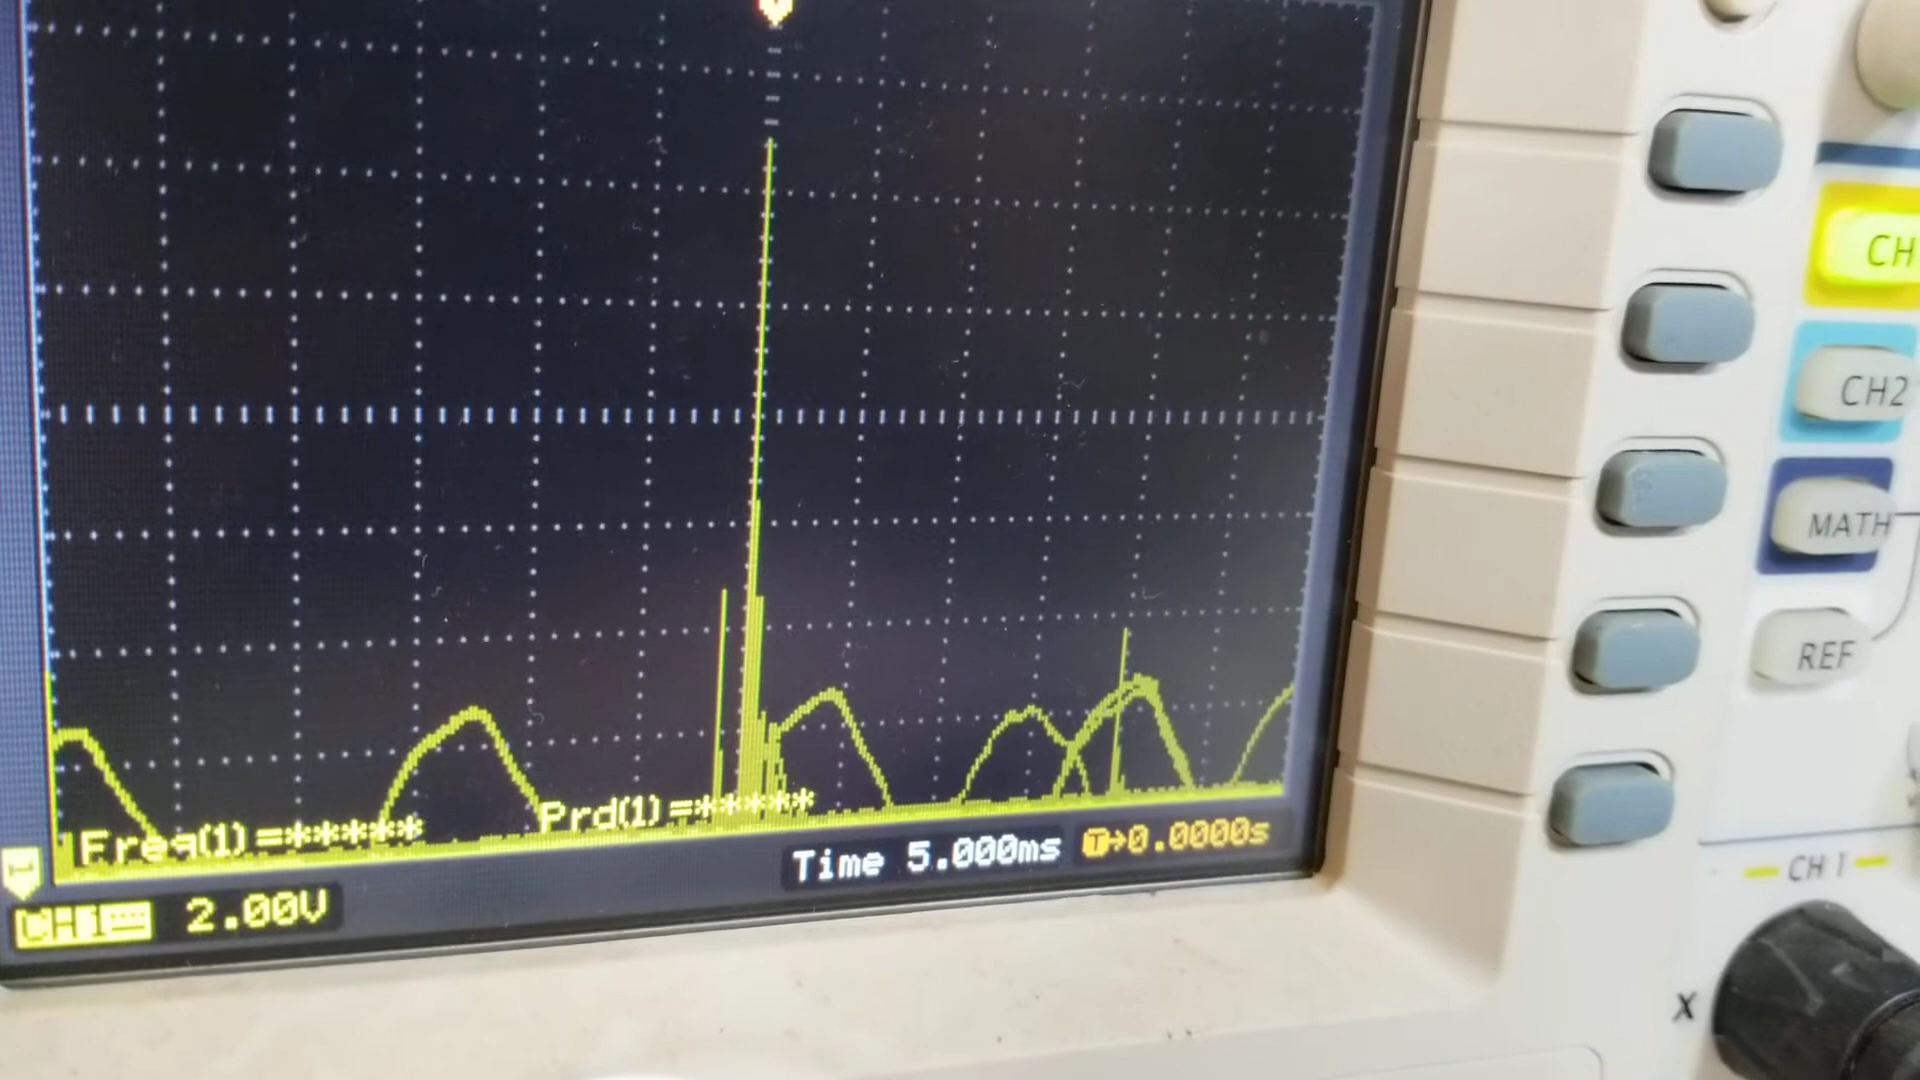 CH
CH2
MATH
REF
Freq(1)=***** Prd(1)=*****
Time 5.000ms T→0.0000s
CH1 2.00V
CH 1
X